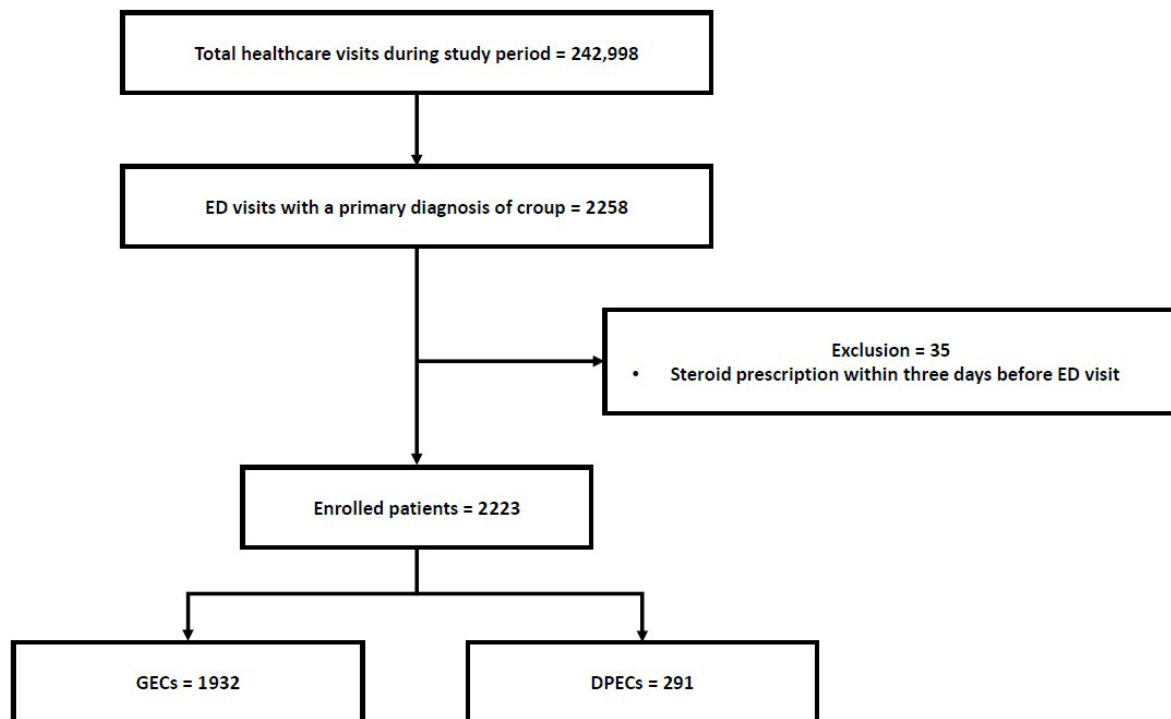 Total healthcare visits during study period = 242,998
ED visits with a primary diagnosis of croup = 2258
Exclusion = 35
• Steroid prescription within three days before ED visit
Enrolled patients = 2223
GECs = 1932
DPECs = 291